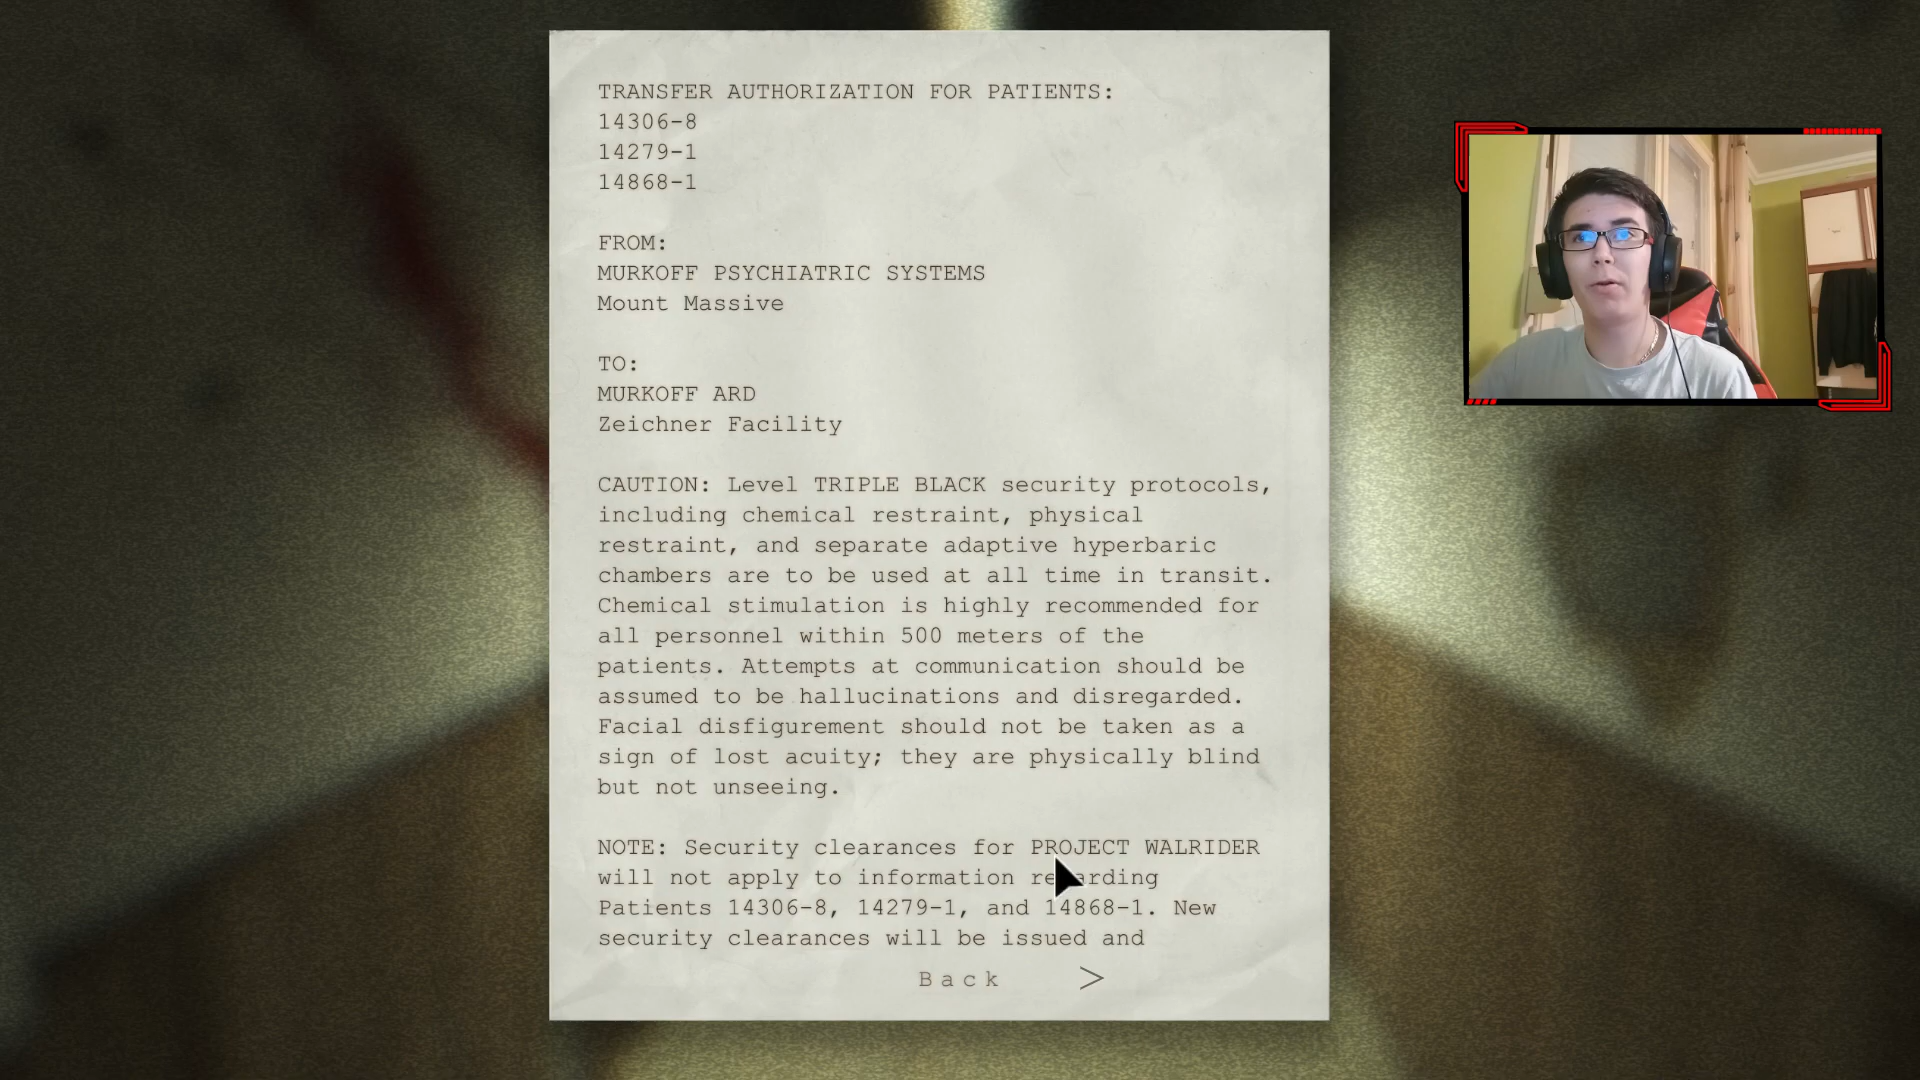 TRANSFER AUTHORIZATION FOR PATIENTS:
14306-8
14279-1
14868-1
FROM:
MURKOFF PSYCHIATRIC SYSTEMS
Mount Massive
TO:
MURKOFF ARD
Zeichner Facility
CAUTION: Level TRIPLE BLACK security protocols,
including chemical restraint, physical
restraint, and separate adaptive hyperbaric
chambers are to be used at all time in transit.
Chemical stimulation is highly recommended for
all personnel within 500 meters of the
patients. Attempts at communication should be
assumed to be hallucinations and disregarded.
Facial disfigurement should not be taken as a
sign of lost acuity; they are physically blind
but not unseeing.
NOTE: Security clearances for PROJECT WALRIDER
will not apply to information regarding
Patients 14306-8, 14279-1, and 14868-1. New
security clearances will be issued and
Back >